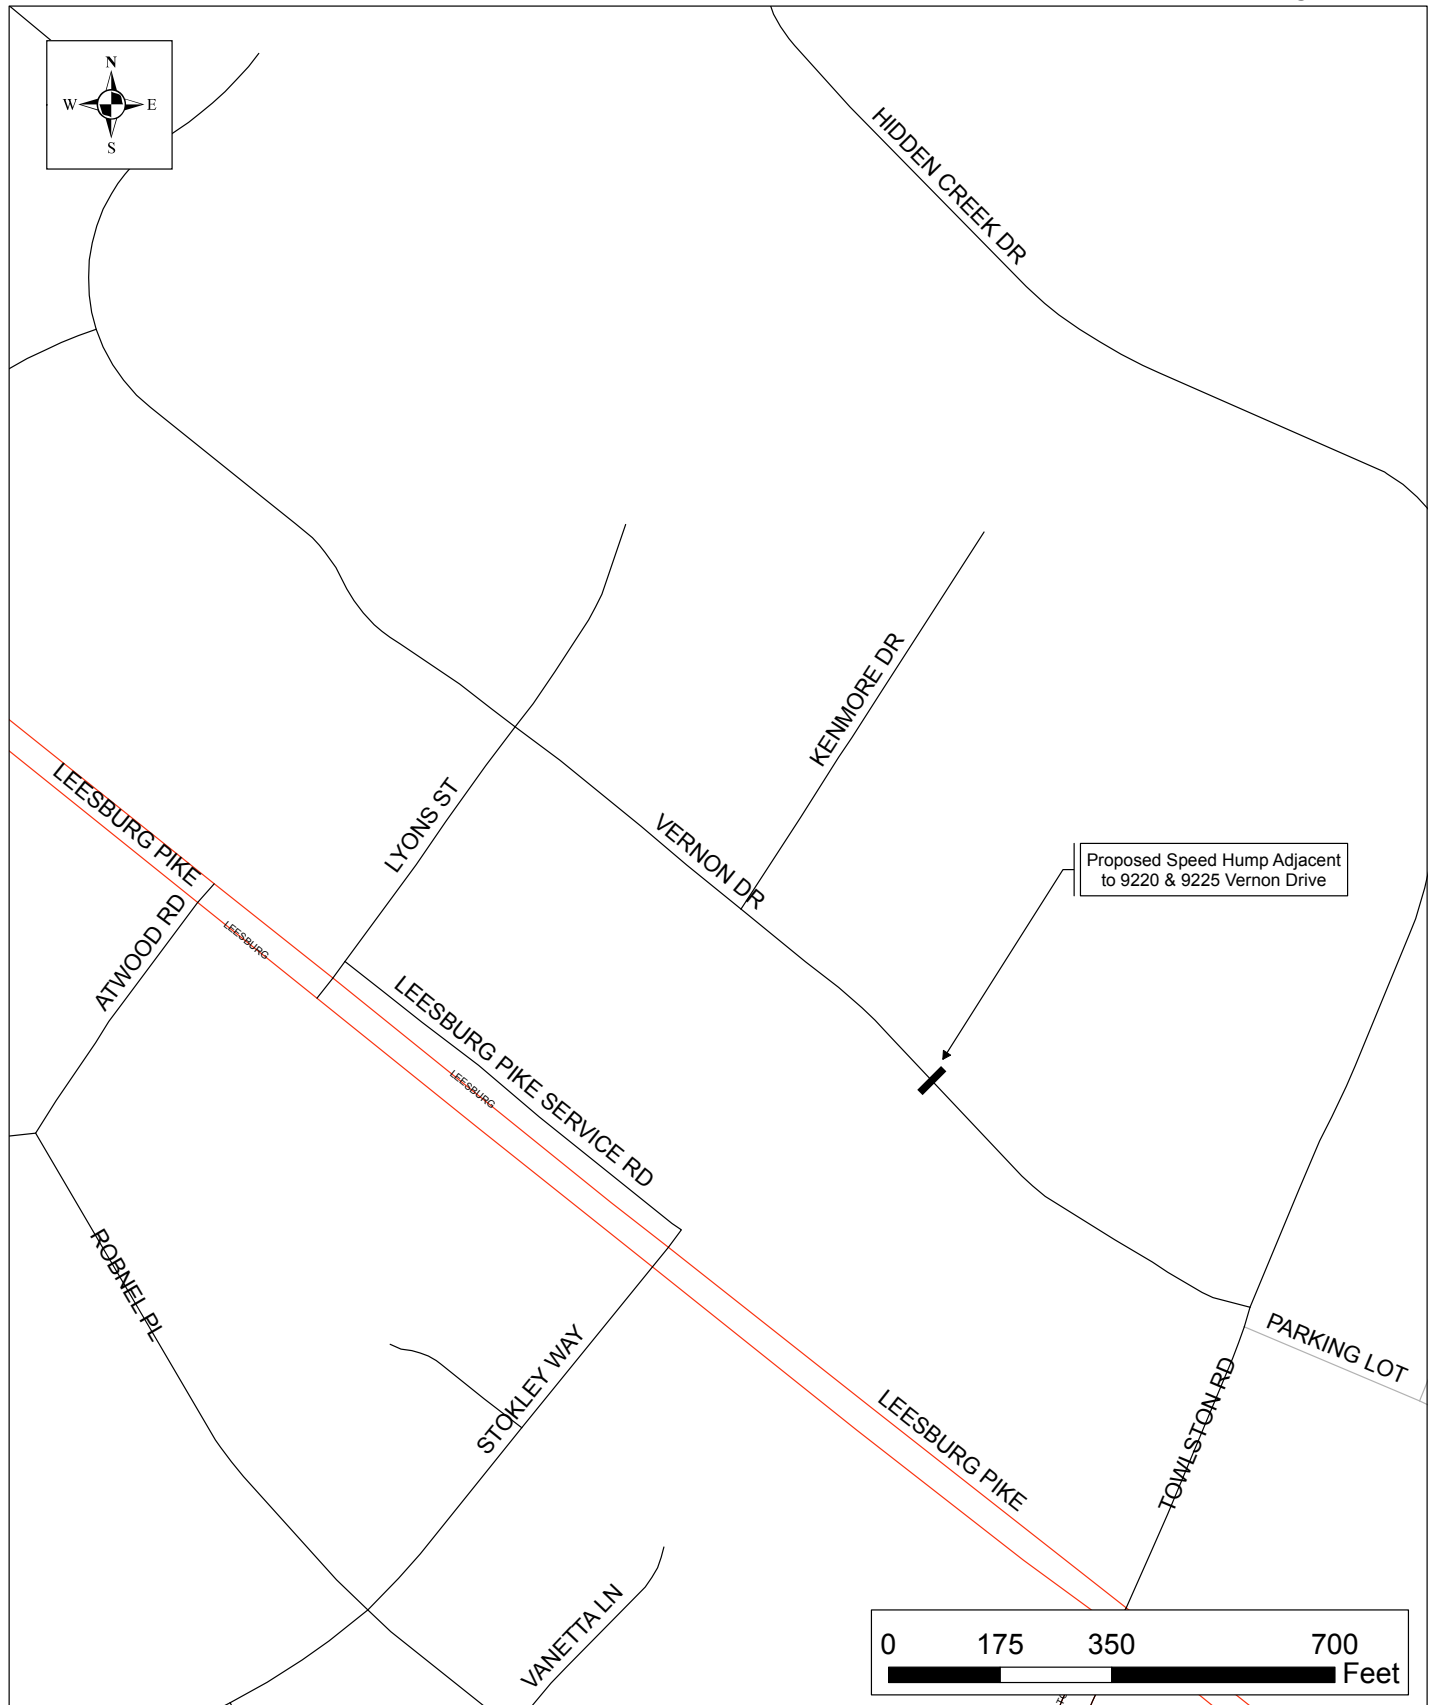 N
W E
S
HIDDEN CREEK DR
KENMORE DR
LEESBURG PIKE
LYONS ST
VERNON DR
Proposed Speed Hump Adjacent
to 9220 & 9225 Vernon Drive
ATWOOD RD
LEESBURG
LEESBURG PIKE SERVICE RD
LEESBURG
ROBNEL PL
STOKLEY WAY
PARKING LOT
TOWLSTON RD
LEESBURG PIKE
VANETTA LN
0 175 350 700
Feet